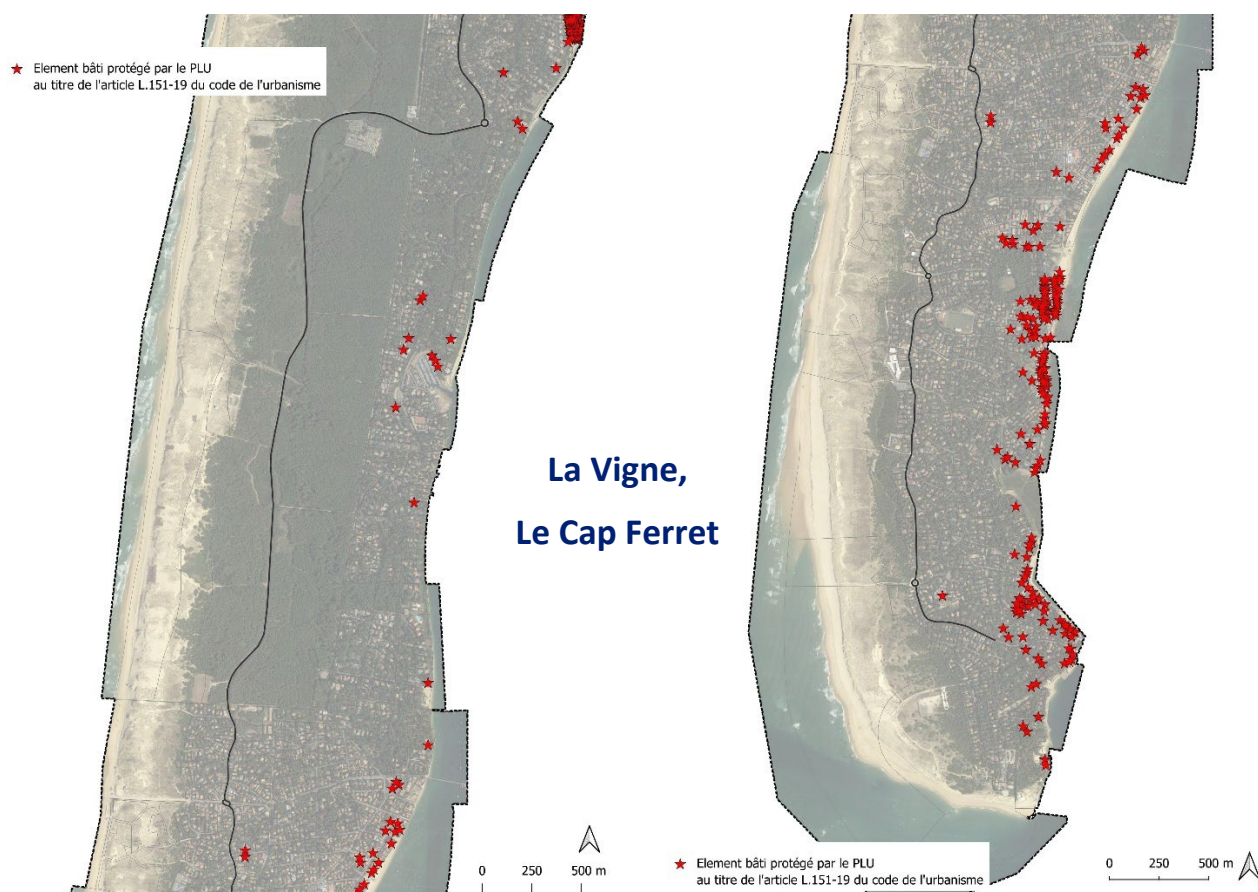 Element bâti protégé par le PLU
au titre de l'article L.151-19 du code de l'urbanisme
La Vigne,
Le Cap Ferret
0 250 500 m
Element bâti protégé par le PLU
au titre de l'article L.151-19 du code de l'urbanisme
0 250 500 m